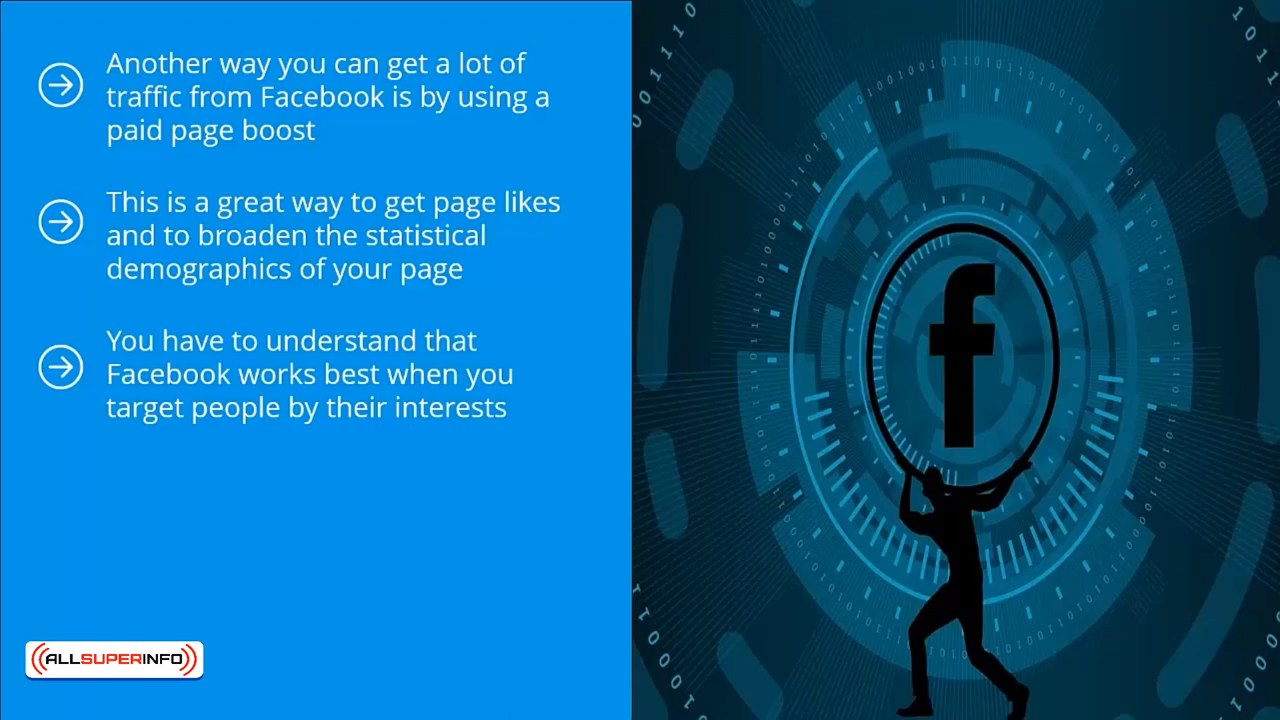 Another way you can get a lot of
traffic from Facebook is by using a
paid page boost
This is a great way to get page likes
and to broaden the statistical
demographics of your page
You have to understand that
Facebook works best when you
target people by their interests
ALLSUPERINFO
f